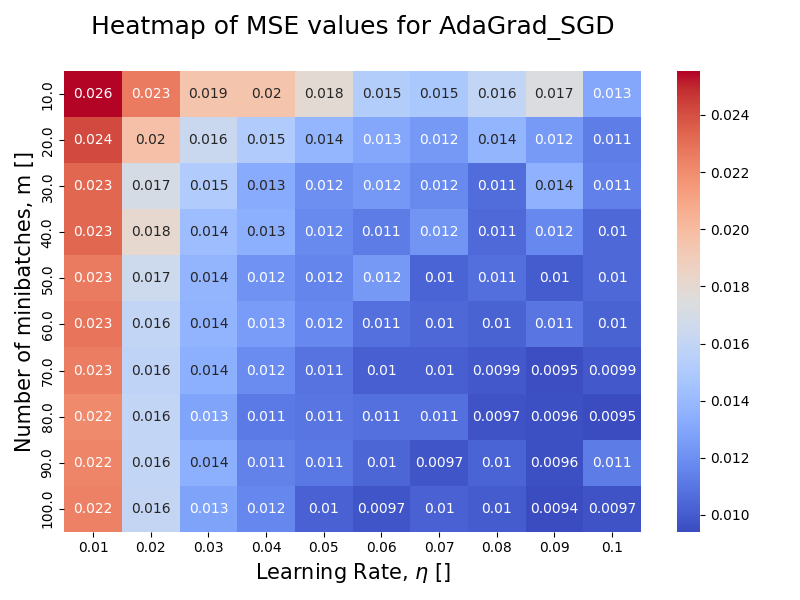 Heatmap of MSE values for AdaGrad_SGD
Number of minibatches, m []
10.0 0.026 0.023 0.019 0.02 0.018 0.015 0.015 0.016 0.017 0.013
20.0 0.024 0.02 0.016 0.015 0.014 0.013 0.012 0.014 0.012 0.011
30.0 0.023 0.017 0.015 0.013 0.012 0.012 0.012 0.011 0.014 0.011
40.0 0.023 0.018 0.014 0.013 0.012 0.011 0.012 0.011 0.012 0.01
50.0 0.023 0.017 0.014 0.012 0.012 0.012 0.01 0.011 0.01 0.01
60.0 0.023 0.016 0.014 0.013 0.012 0.011 0.01 0.01 0.011 0.01
70.0 0.023 0.016 0.014 0.012 0.011 0.01 0.01 0.0099 0.0095 0.0099
80.0 0.022 0.016 0.013 0.011 0.011 0.011 0.011 0.0097 0.0096 0.0095
90.0 0.022 0.016 0.014 0.011 0.011 0.01 0.0097 0.01 0.0096 0.011
100.0 0.022 0.016 0.013 0.012 0.01 0.0097 0.01 0.01 0.0094 0.0097
0.01 0.02 0.03 0.04 0.05 0.06 0.07 0.08 0.09 0.1
Learning Rate, η []
0.024
0.022
0.020
0.018
0.016
0.014
0.012
0.010